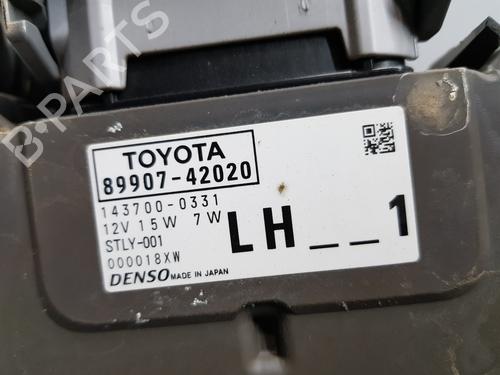 B-PARTS
TOYOTA
89907-42020
143700-0331
12V 15W 7W
STLY-001
000018XW
LH__1
DENSO MADE IN JAPAN